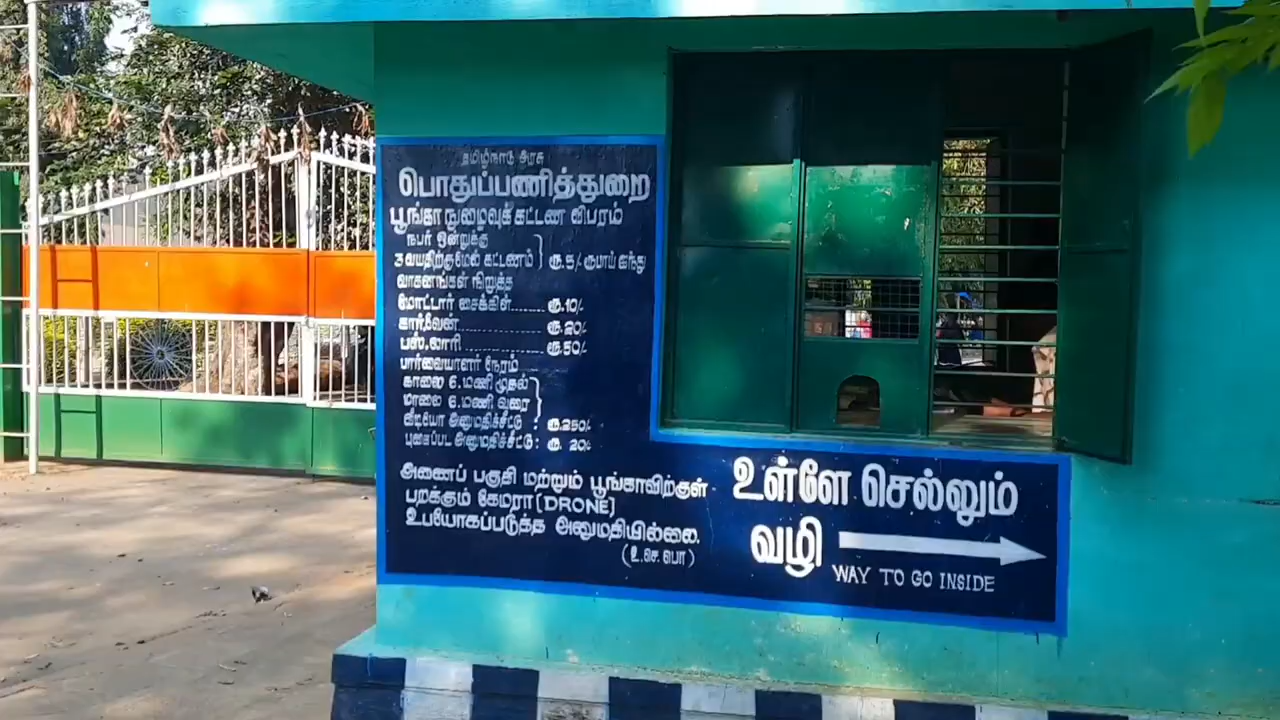 தமிழ்நாடு அரசு
பொதுப்பணித்துறை
பூங்கா நுழைவுக் கட்டண விபரம்
நபர் ஒன்றுக்கு
3 வயதிற்குமேல் கட்டணம் } ரூ.5/- ரூபாய் ஐந்து
வாகனங்கள் நிறுத்த
மோட்டார் சைக்கிள்........ ரூ.10/-
கார்,வேன்.................... ரூ.20/-
பஸ்,லாரி..................... ரூ.50/-
பார்வையாளர் நேரம்
காலை 6.மணி முதல்
மாலை 6.மணி வரை }
வீடியோ அனுமதிச்சீட்டு : ரூ.250/-
புகைப்பட அனுமதிச்சீட்டு : ரூ. 20/-
அணைப் பகுதி மற்றும் பூங்காவிற்குள்
பறக்கும் கேமரா (DRONE)
உபயோகப்படுத்த அனுமதியில்லை.
(உ.செ.பொ)
உள்ளே செல்லும்
வழி
WAY TO GO INSIDE